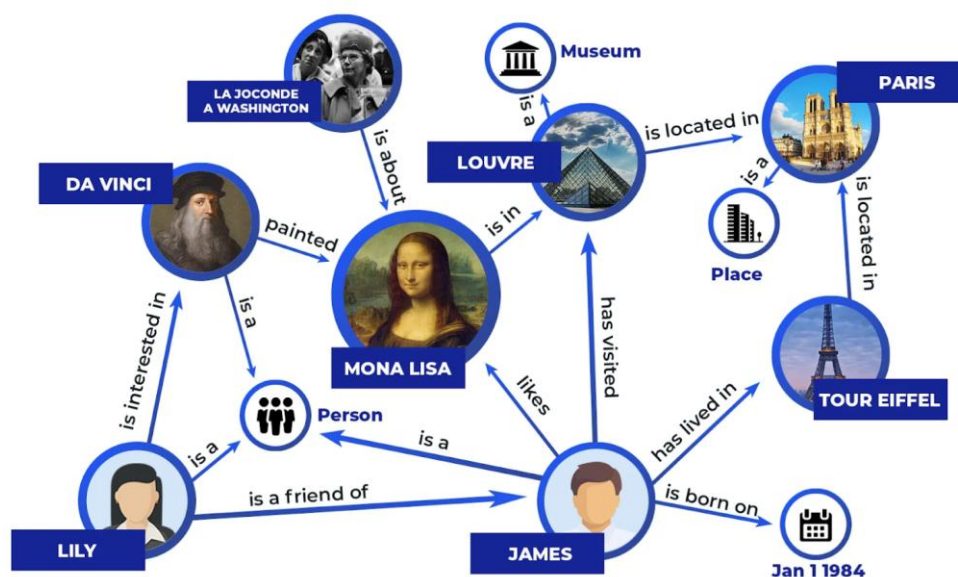 Museum
LA JOCONDE
A WASHINGTON
PARIS
is a
is located in
LOUVRE
is about
is a
DA VINCI
is in
is located in
painted
Place
is a
has visited
is interested in
MONA LISA
likes
TOUR EIFFEL
Person
has lived in
is a
is a
is a friend of
is born on
LILY
JAMES
Jan 1 1984